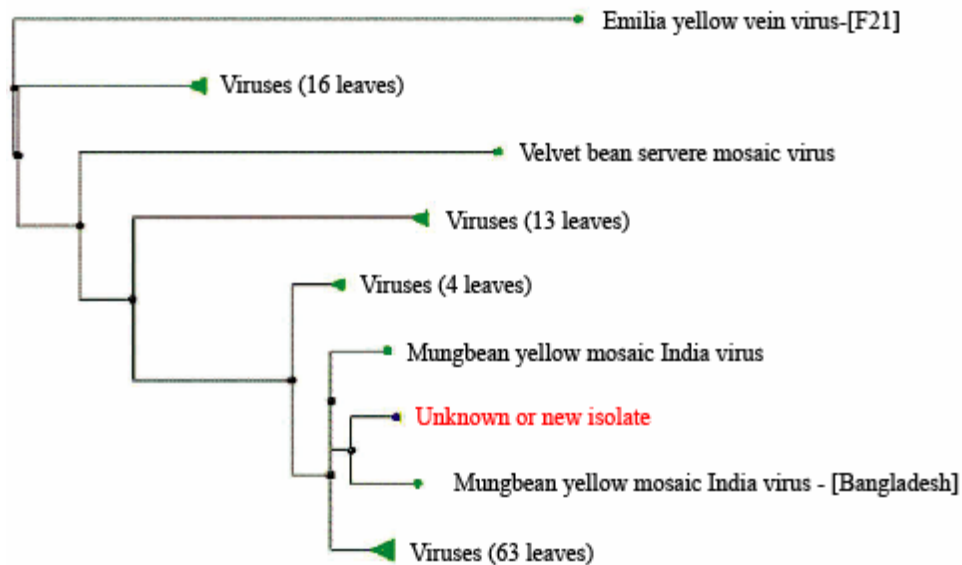 Emilia yellow vein virus-[F21]
Viruses (16 leaves)
Velvet bean servere mosaic virus
Viruses (13 leaves)
Viruses (4 leaves)
Mungbean yellow mosaic India virus
Unknown or new isolate
Mungbean yellow mosaic India virus - [Bangladesh]
Viruses (63 leaves)